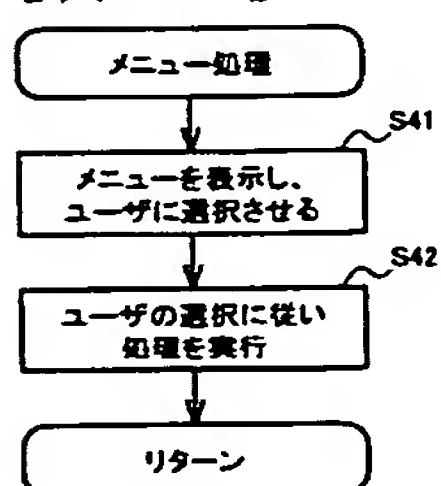 メニュー処理
S41
メニューを表示し、
ユーザに選択させる
S42
ユーザの選択に従い
処理を実行
リターン